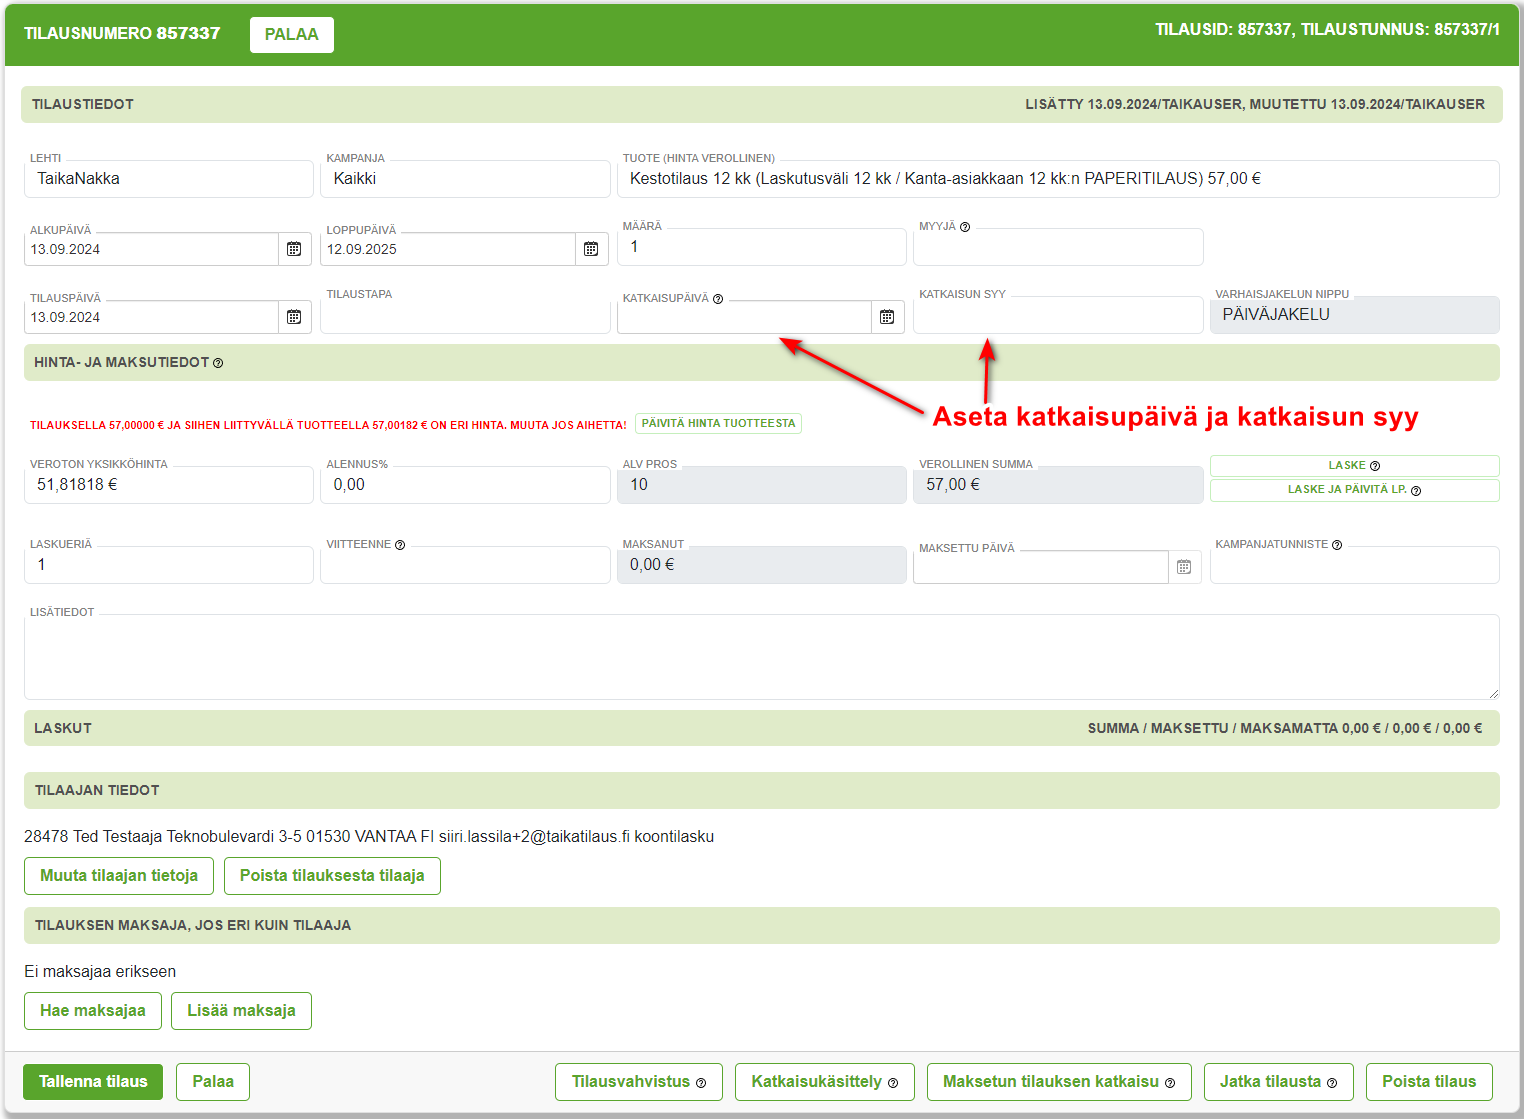 TILAUSNUMERO 857337 PALAA TILAUSID: 857337, TILAUSTUNNUS: 857337/1
TILAUSTIEDOT LISÄTTY 13.09.2024/TAIKAUSER, MUUTETTU 13.09.2024/TAIKAUSER
LEHTI KAMPANJA TUOTE (HINTA VEROLLINEN)
TaikaNakka Kaikki Kestotilaus 12 kk (Laskutusväli 12 kk / Kanta-asiakkaan 12 kk:n PAPERITILAUS) 57,00 €
ALKUPÄIVÄ LOPPUPÄIVÄ MÄÄRÄ MYYJÄ
13.09.2024 12.09.2025 1
TILAUSPÄIVÄ TILAUSTAPA KATKAISUPÄIVÄ KATKAISUN SYY VARHAISJAKELUN NIPPU
13.09.2024 PÄIVÄJAKELU
HINTA- JA MAKSUTIEDOT
Aseta katkaisupäivä ja katkaisun syy
TILAUKSELLA 57,00000 € JA SIIHEN LIITTYVÄLLÄ TUOTTEELLA 57,00182 € ON ERI HINTA. MUUTA JOS AIHETTA! PÄIVITÄ HINTA TUOTTEESTA
VEROTON YKSIKKÖHINTA ALENNUS% ALV PROS VEROLLINEN SUMMA LASKE
51,81818 € 0,00 10 57,00 € LASKE JA PÄIVITÄ LP.
LASKUERIÄ VIITTEENNE MAKSANUT MAKSETTU PÄIVÄ KAMPANJATUNNISTE
1 0,00 €
LISÄTIEDOT
LASKUT SUMMA / MAKSETTU / MAKSAMATTA 0,00 € / 0,00 € / 0,00 €
TILAAJAN TIEDOT
28478 Ted Testaaja Teknobulevardi 3-5 01530 VANTAA FI siiri.lassila+2@taikatilaus.fi koontilasku
Muuta tilaajan tietoja Poista tilauksesta tilaaja
TILAUKSEN MAKSAJA, JOS ERI KUIN TILAAJA
Ei maksajaa erikseen
Hae maksajaa Lisää maksaja
Tallenna tilaus Palaa Tilausvahvistus Katkaisukäsittely Maksetun tilauksen katkaisu Jatka tilausta Poista tilaus